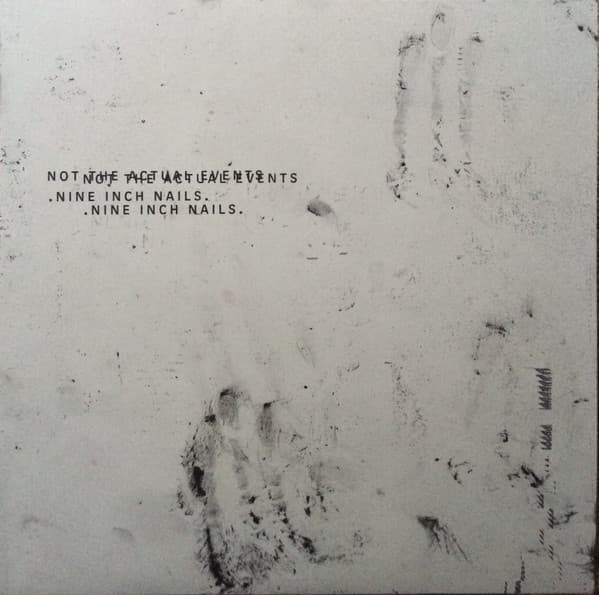 NOT THE ACTUAL EVENTS
NOT THE ACTUAL EVENTS
.NINE INCH NAILS.
.NINE INCH NAILS.